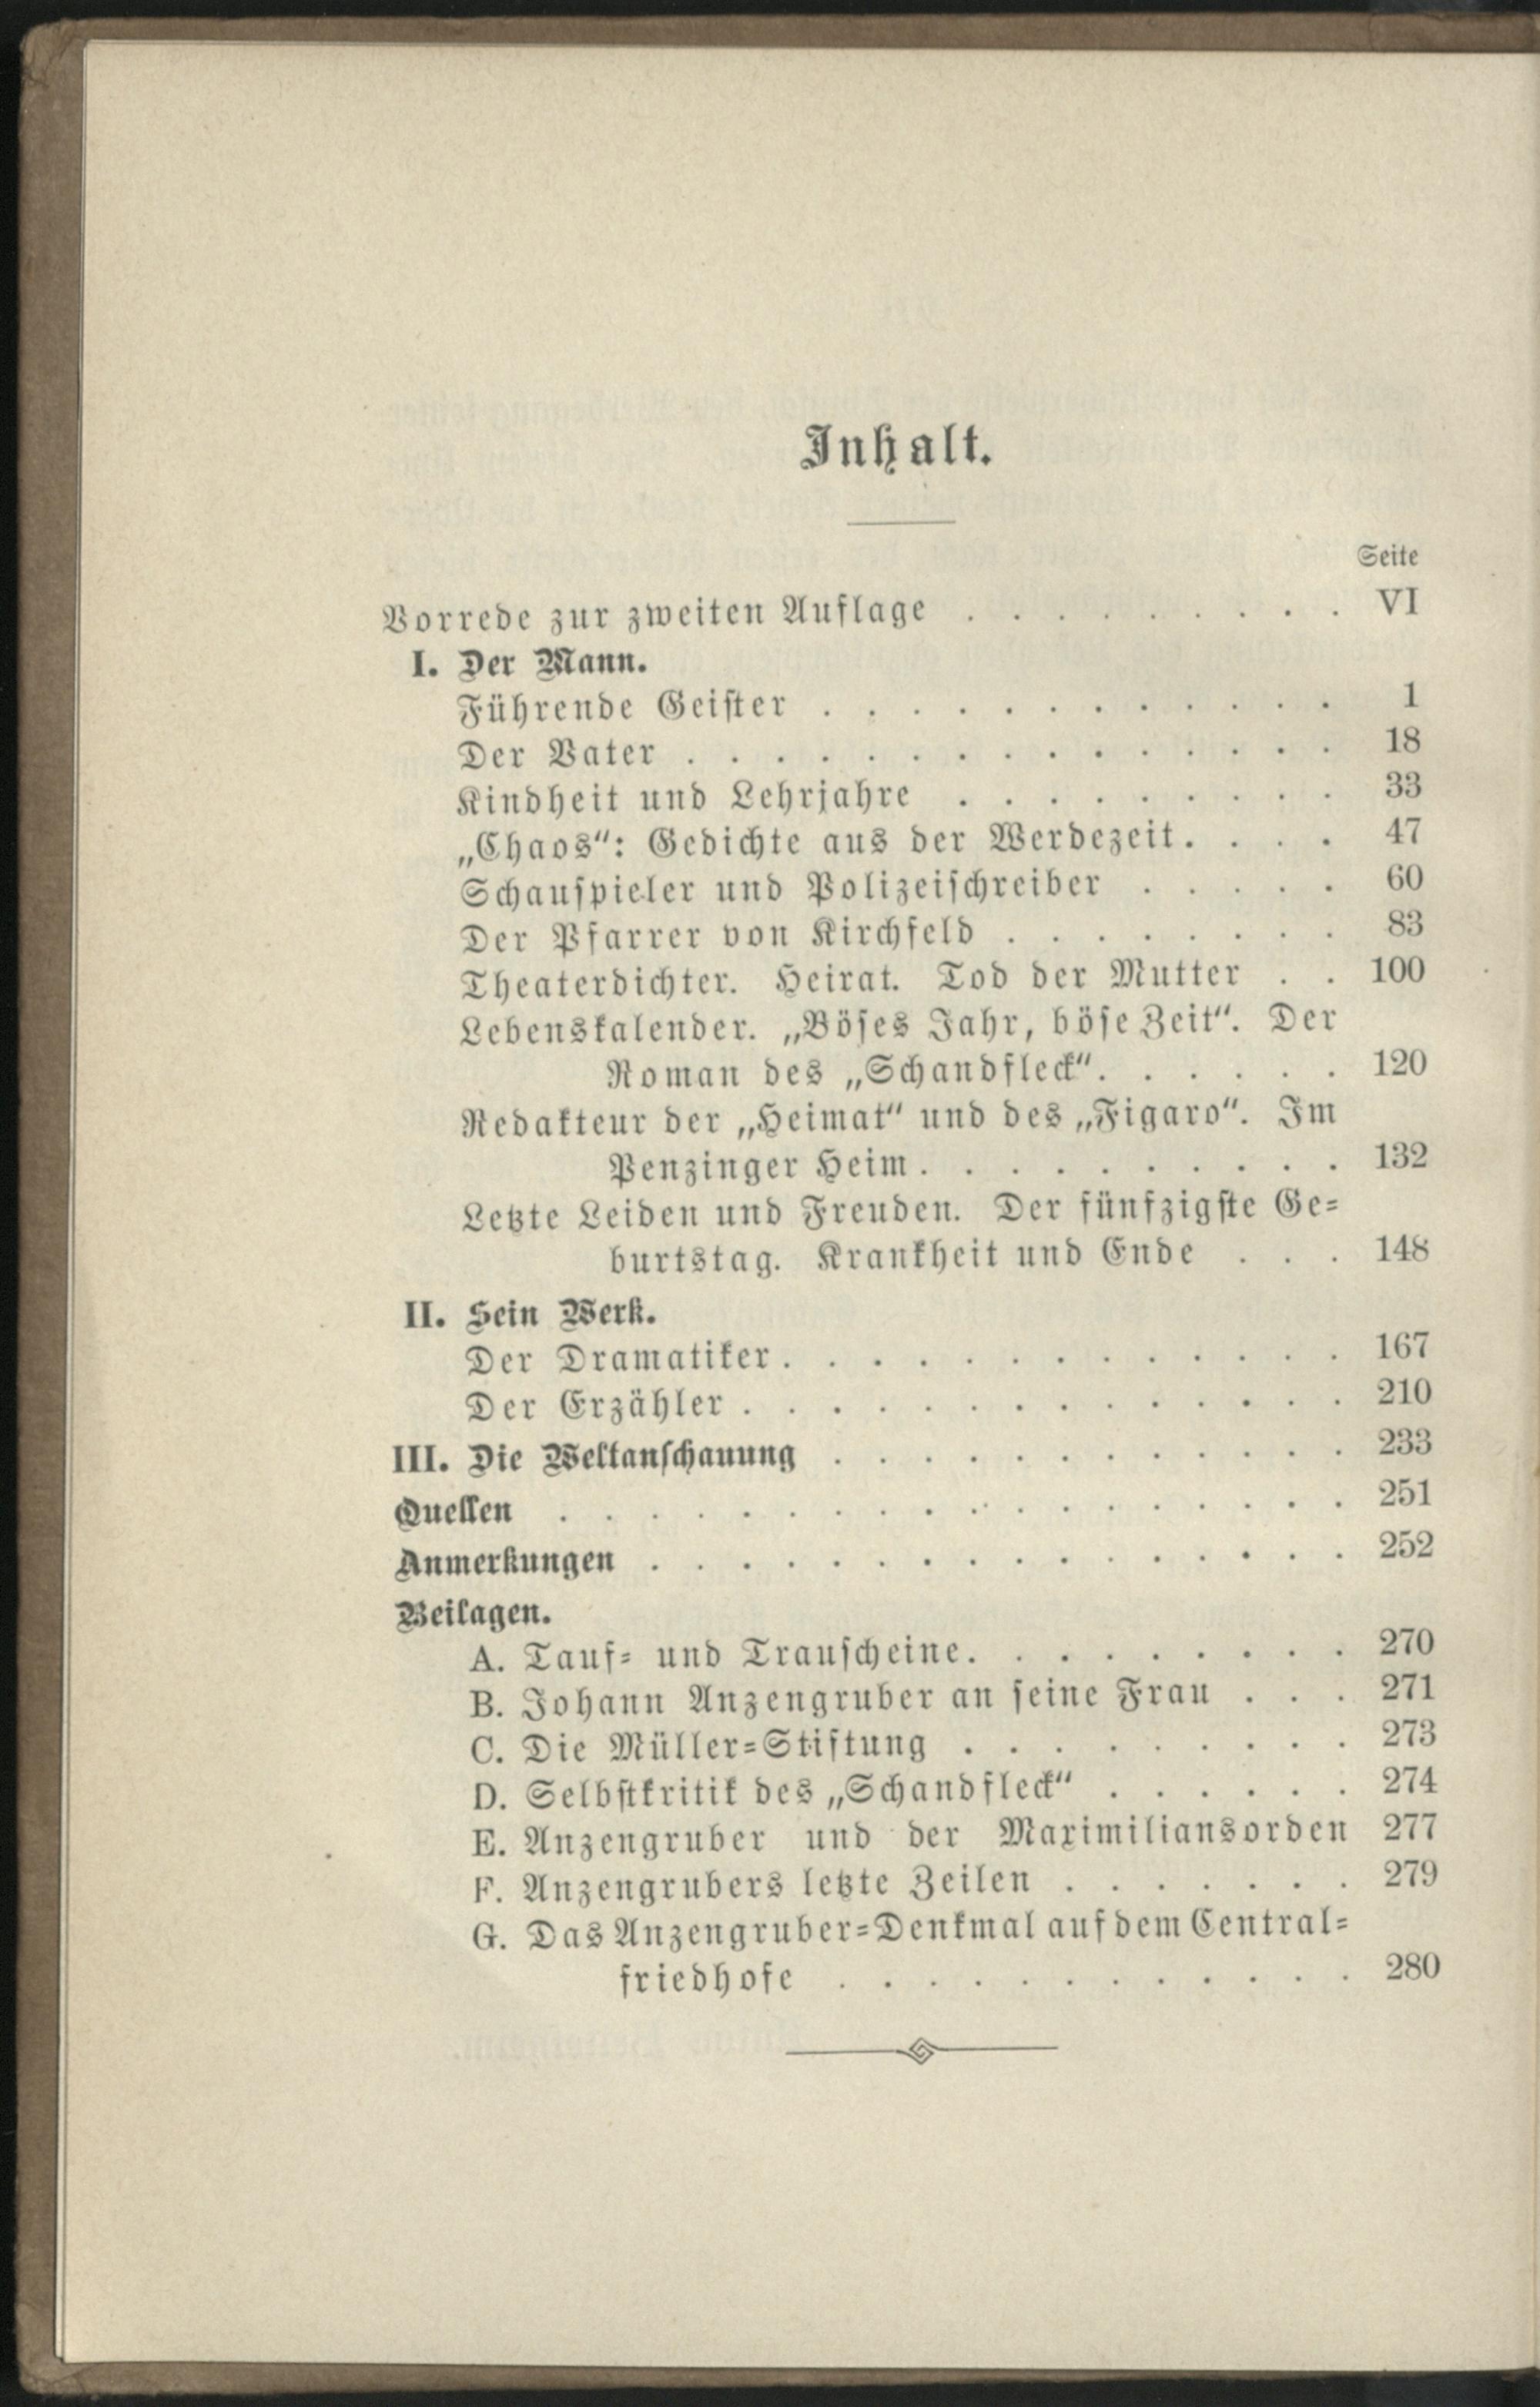 Inhalt.
Seite
Vorrede zur zweiten Auflage . . . . . . . . . VI
I. Der Mann.
Führende Geister . . . . . . . . . . . . 1
Der Vater . . . . . . . . . . . . . . . 18
Kindheit und Lehrjahre . . . . . . . . . 33
„Chaos“: Gedichte aus der Werdezeit. . . . 47
Schauspieler und Polizeischreiber . . . . . 60
Der Pfarrer von Kirchfeld . . . . . . . . 83
Theaterdichter. Heirat. Tod der Mutter . . 100
Lebenskalender. „Böses Jahr, böse Zeit“. Der
Roman des „Schandfleck“. . . . . . 120
Redakteur der „Heimat“ und des „Figaro“. Im
Penzinger Heim. . . . . . . . . . 132
Letzte Leiden und Freuden. Der fünfzigste Ge-
burtstag. Krankheit und Ende . . . 148
II. Sein Werk.
Der Dramatiker. . . . . . . . . . . . . 167
Der Erzähler . . . . . . . . . . . . . . 210
III. Die Weltanschauung . . . . . . . . . . . . 233
Quellen . . . . . . . . . . . . . . . . . . 251
Anmerkungen . . . . . . . . . . . . . . . . 252
Beilagen.
A. Tauf- und Trauscheine. . . . . . . . . 270
B. Johann Anzengruber an seine Frau . . . 271
C. Die Müller-Stiftung . . . . . . . . . 273
D. Selbstkritik des „Schandfleck“ . . . . . . 274
E. Anzengruber und der Maximiliansorden 277
F. Anzengrubers letzte Zeilen . . . . . . . 279
G. Das Anzengruber-Denkmal auf dem Central-
friedhofe . . . . . . . . . . . . 280